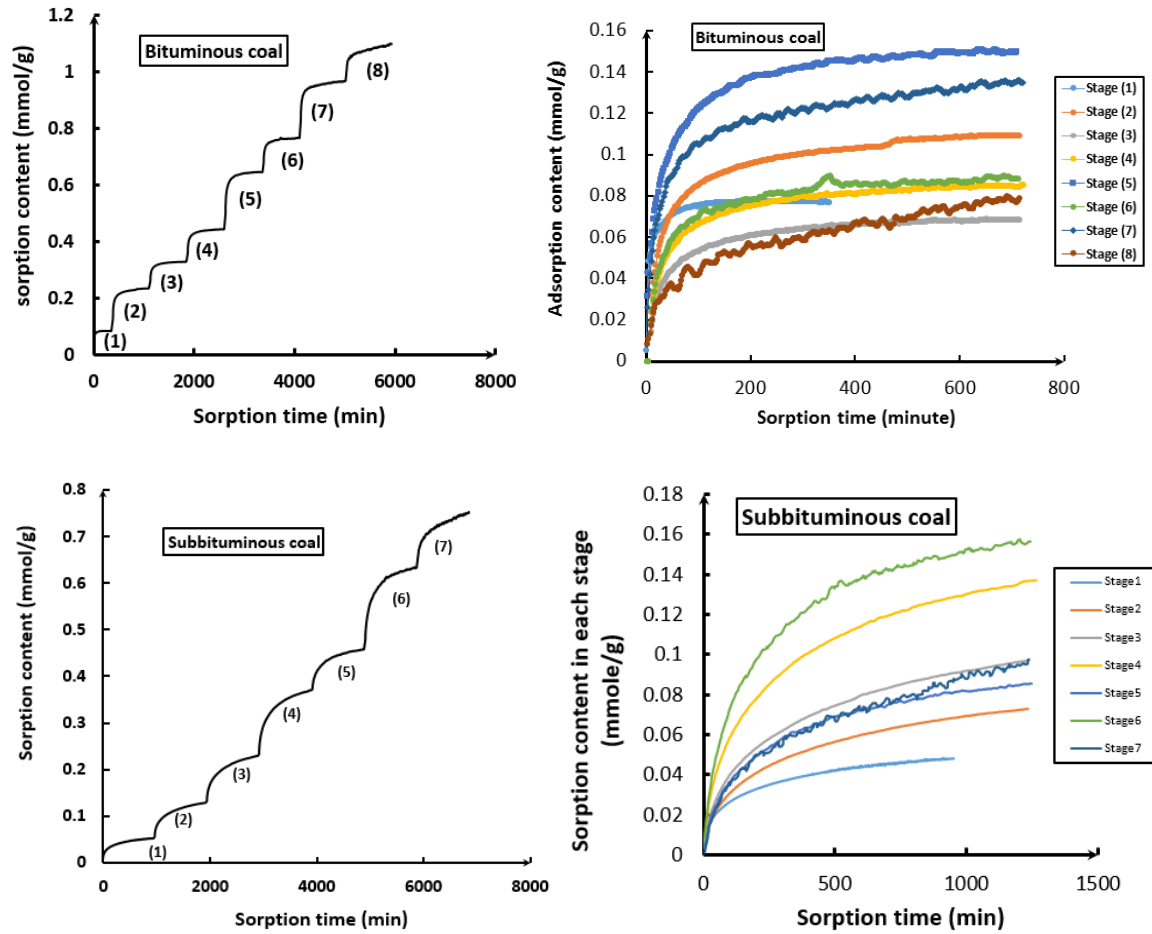 Bituminous coal
sorption content (mmol/g)
1.2
1
0.8
0.6
0.4
0.2
0
(1)
(2)
(3)
(4)
(5)
(6)
(7)
(8)
0 2000 4000 6000 8000
Sorption time (min)
Bituminous coal
Adsorption content (mmol/g)
0.16
0.14
0.12
0.1
0.08
0.06
0.04
0.02
0
0 200 400 600 800
Sorption time (minute)
Stage (1)
Stage (2)
Stage (3)
Stage (4)
Stage (5)
Stage (6)
Stage (7)
Stage (8)
Subbituminous coal
Sorption content (mmol/g)
0.8
0.7
0.6
0.5
0.4
0.3
0.2
0.1
0
(1)
(2)
(3)
(4)
(5)
(6)
(7)
0 2000 4000 6000 8000
Sorption time (min)
Subbituminous coal
Sorption content in each stage
(mmole/g)
0.18
0.16
0.14
0.12
0.1
0.08
0.06
0.04
0.02
0
0 500 1000 1500
Sorption time (min)
Stage1
Stage2
Stage3
Stage4
Stage5
Stage6
Stage7